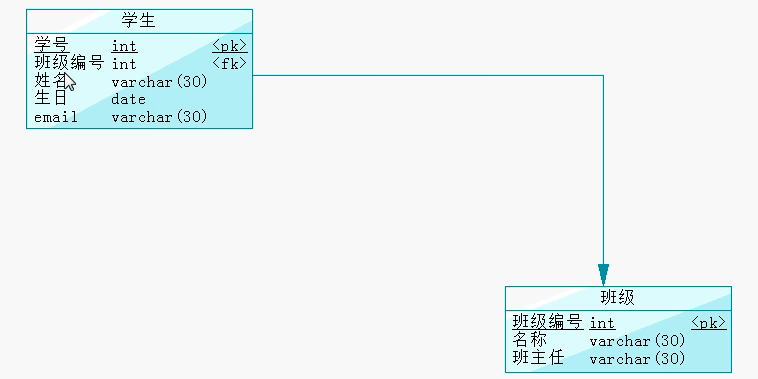 学生
学号 int <pk>
班级编号 int <fk>
姓名 varchar(30)
生日 date
email varchar(30)
班级
班级编号 int <pk>
名称 varchar(30)
班主任 varchar(30)